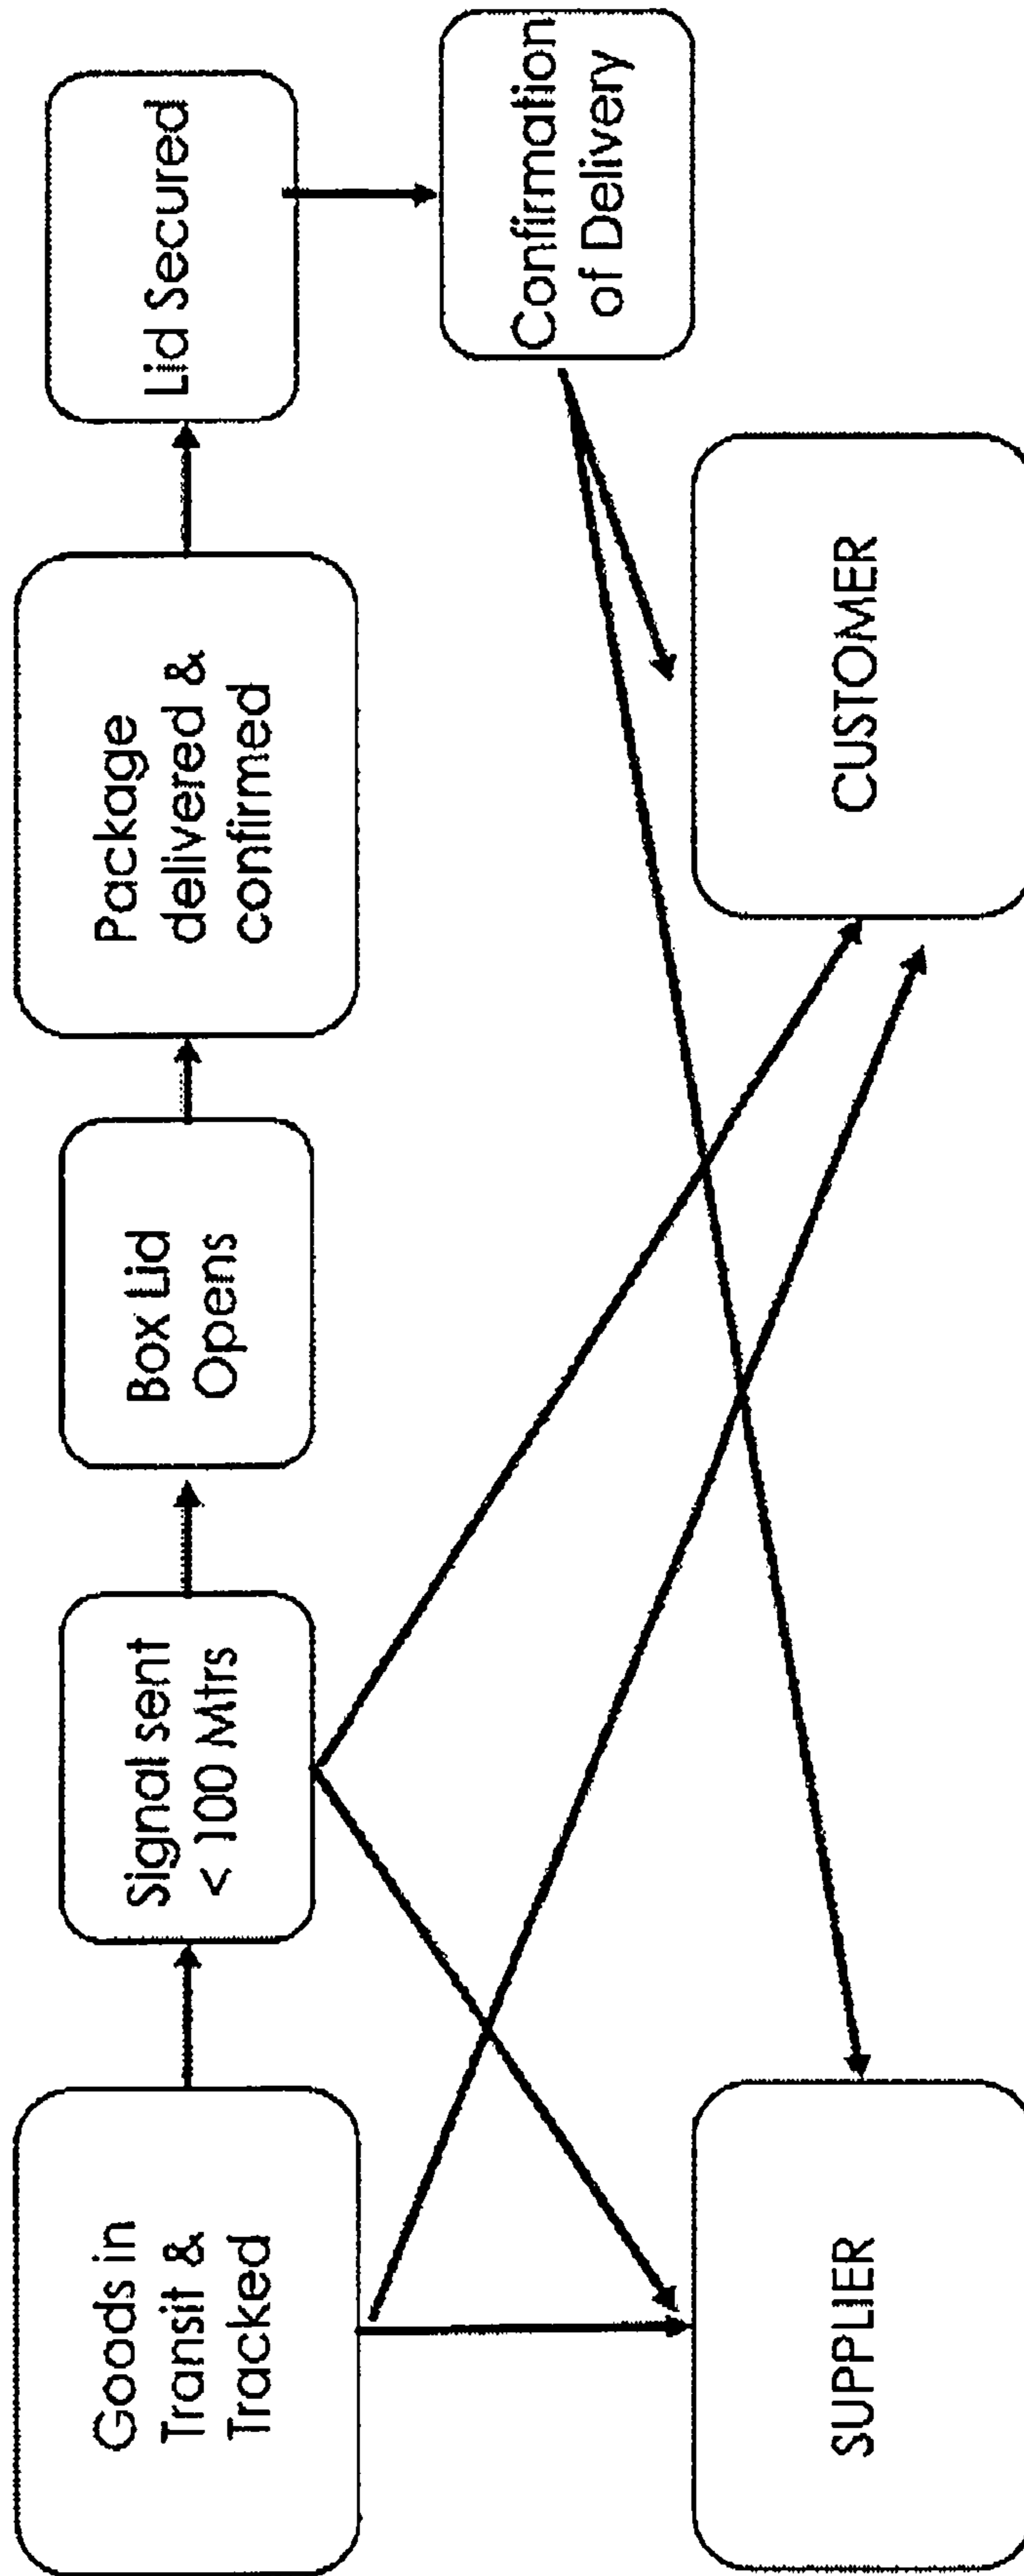 Goods in
Transit &
Tracked
Signal sent
< 100 Mtrs
Box Lid
Opens
Package
delivered &
confirmed
Lid Secured
Confirmation
of Delivery
SUPPLIER
CUSTOMER